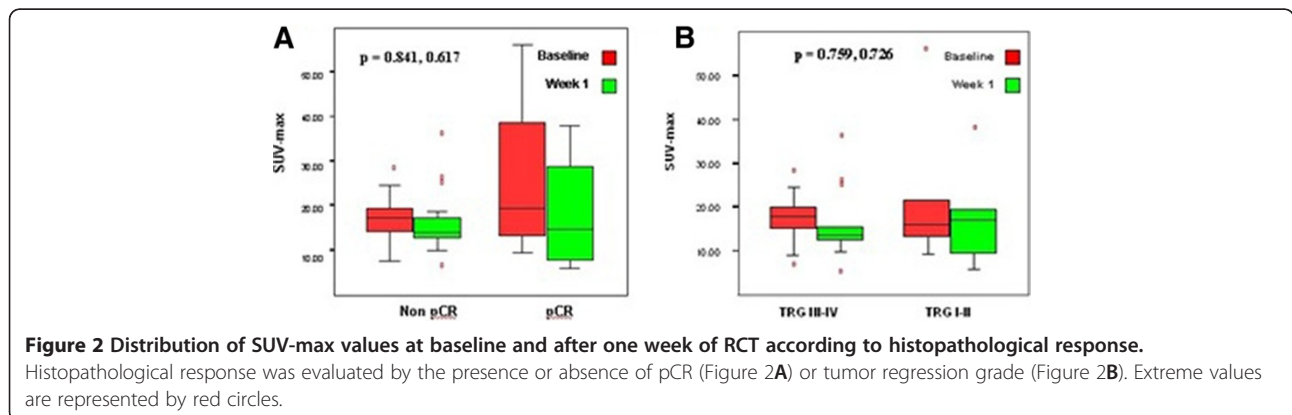 A
p = 0.841, 0.617
Baseline
Week 1
SUV-max
50.00
40.00
30.00
20.00
10.00
Non pCR
pCR
B
p = 0.759, 0.726
Baseline
Week 1
SUV-max
50.00
40.00
30.00
20.00
10.00
TRG III-IV
TRG I-II
Figure 2 Distribution of SUV-max values at baseline and after one week of RCT according to histopathological response.
Histopathological response was evaluated by the presence or absence of pCR (Figure 2A) or tumor regression grade (Figure 2B). Extreme values
are represented by red circles.